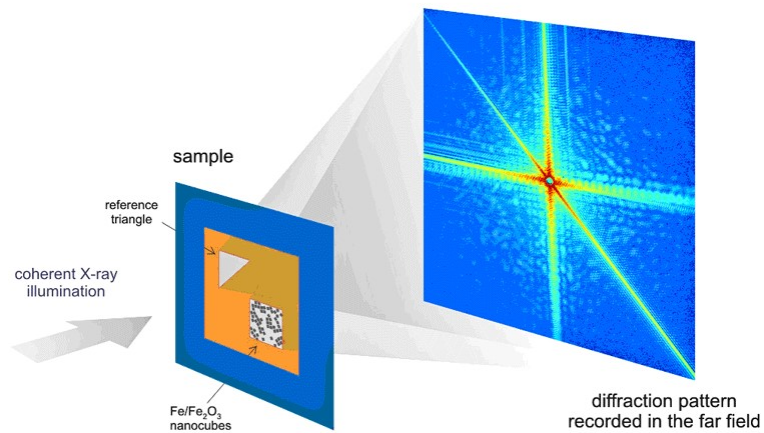 sample
reference
triangle
coherent X-ray
illumination
Fe/Fe₂O₃
nanocubes
diffraction pattern
recorded in the far field